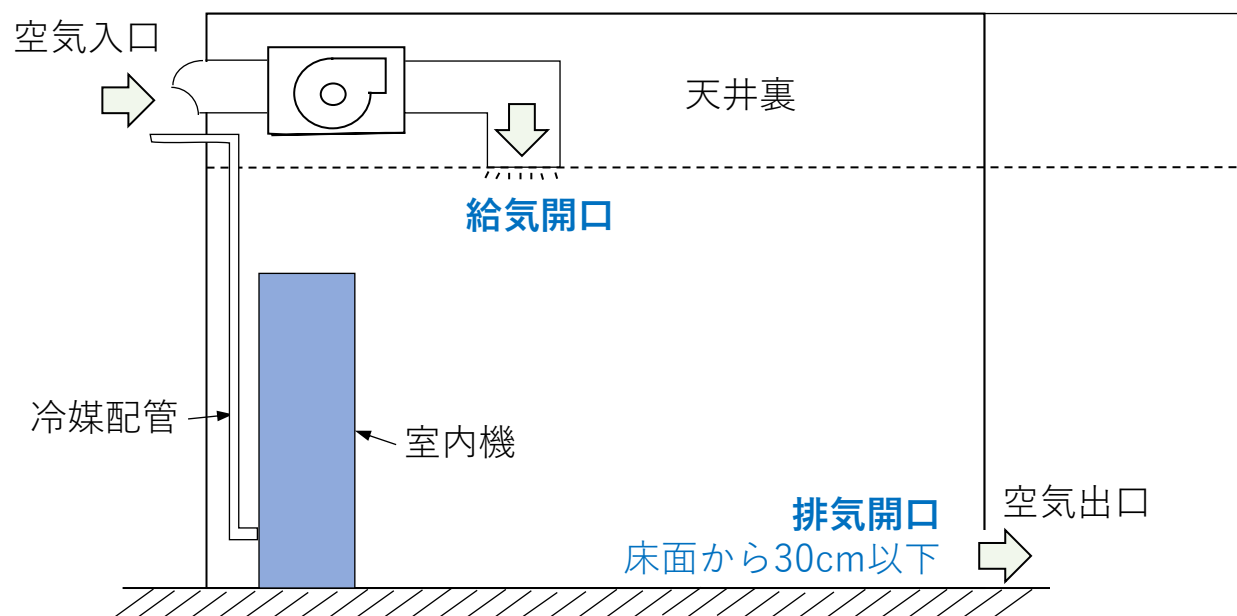 空気入口
天井裏
給気開口
冷媒配管
室内機
排気開口
床面から30cm以下
空気出口